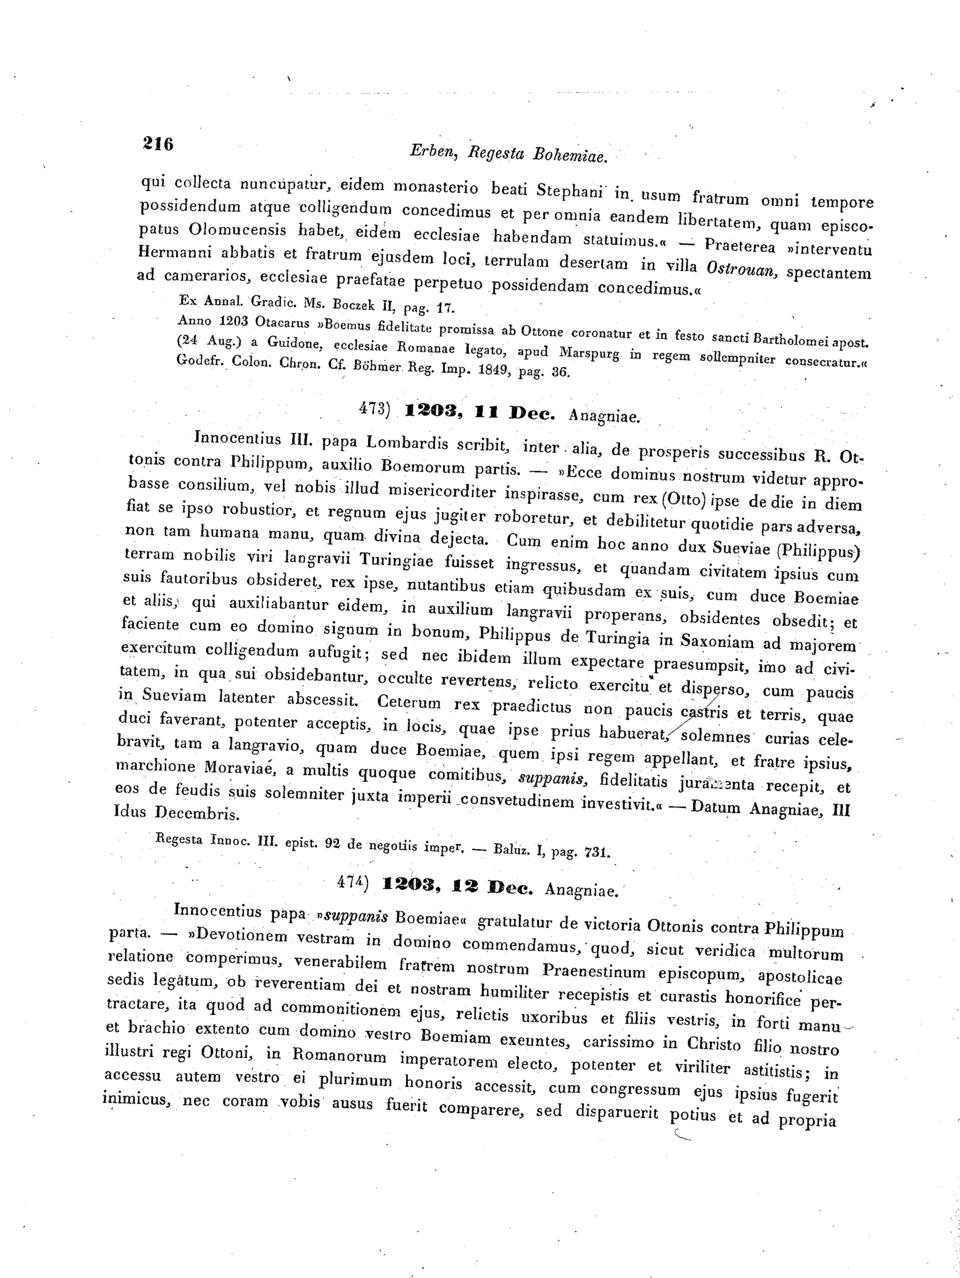 216
Erben, Regesta Bohemiae.
qui collecta nuncupatur, eidem monasterio beati Stephani in usum fratrum omni tempore
possidendum atque colligendum concedimus et per omnia eandem libertatem, quam episco-
patus Olomucensis habet, eidem ecclesiae habendam statuimus.« — Praeterea »interventu
Hermanni abbatis et fratrum ejusdem loci, terrulam desertam in villa Ostrouan, spectantem
ad camerarios, ecclesiae praefatae perpetuo possidendam concedimus.«
Ex Annal. Gradic. Ms. Boczek II, pag. 17.
Anno 1203 Otacarus »Boemus fidelitate promissa ab Ottone coronatur et in festo sancti Bartholomei apost.
(24 Aug.) a Guidone, ecclesiae Romanae legato, apud Marspurg in regem sollempniter consecratur.«
Godefr. Colon. Chron. Cf. Böhmer Reg. Imp. 1849, pag. 36.
473) 1203, 11 Dec. Anagniae.
Innocentius III. papa Lombardis scribit, inter alia, de prosperis successibus R. Ot-
tonis contra Philippum, auxilio Boemorum partis. — »Ecce dominus nostrum videtur appro-
basse consilium, vel nobis illud misericorditer inspirasse, cum rex (Otto) ipse de die in diem
fiat se ipso robustior, et regnum ejus jugiter roboretur, et debilitetur quotidie pars adversa,
non tam humana manu, quam divina dejecta. Cum enim hoc anno dux Sueviae (Philippus)
terram nobilis viri langravii Turingiae fuisset ingressus, et quandam civitatem ipsius cum
suis fautoribus obsideret, rex ipse, nutantibus etiam quibusdam ex suis, cum duce Boemiae
et aliis, qui auxiliabantur eidem, in auxilium langravii properans, obsidentes obsedit; et
faciente cum eo domino signum in bonum, Philippus de Turingia in Saxoniam ad majorem
exercitum colligendum aufugit; sed nec ibidem illum expectare praesumpsit, imo ad civi-
tatem, in qua sui obsidebantur, occulte revertens, relicto exercitu et disperso, cum paucis
in Sueviam latenter abscessit. Ceterum rex praedictus non paucis castris et terris, quae
duci faverant, potenter acceptis, in locis, quae ipse prius habuerat, solemnes curias cele-
bravit, tam a langravio, quam duce Boemiae, quem ipsi regem appellant, et fratre ipsius,
marchione Moraviae, a multis quoque comitibus, suppanis, fidelitatis juramenta recepit, et
eos de feudis suis solemniter juxta imperii consvetudinem investivit.« — Datum Anagniae, III
Idus Decembris.
Regesta Innoc. III. epist. 92 de negotiis imper. — Baluz. I, pag. 731.
474) 1203, 12 Dec. Anagniae.
Innocentius papa »suppanis Boemiae« gratulatur de victoria Ottonis contra Philippum
parta. — »Devotionem vestram in domino commendamus, quod, sicut veridica multorum
relatione comperimus, venerabilem fratrem nostrum Praenestinum episcopum, apostolicae
sedis legatum, ob reverentiam dei et nostram humiliter recepistis et curastis honorifice per-
tractare, ita quod ad commonitionem ejus, relictis uxoribus et filiis vestris, in forti manu
et brachio extento cum domino vestro Boemiam exeuntes, carissimo in Christo filio nostro
illustri regi Ottoni, in Romanorum imperatorem electo, potenter et viriliter astitistis; in
accessu autem vestro ei plurimum honoris accessit, cum congressum ejus ipsius fugerit
inimicus, nec coram vobis ausus fuerit comparere, sed disparuerit potius et ad propria